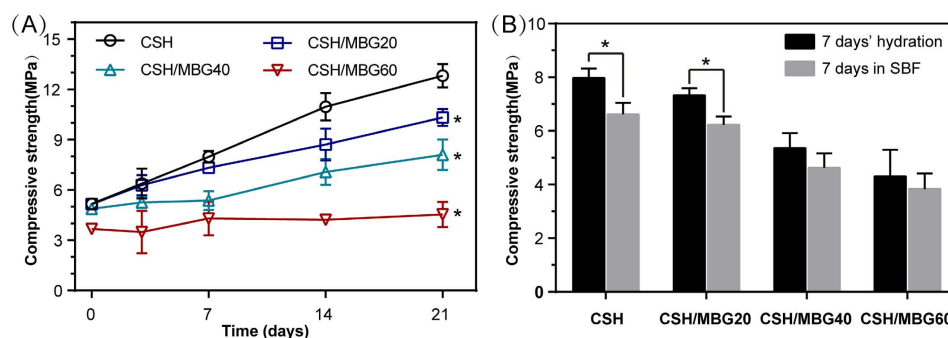 (A)
CSH
CSH/MBG20
CSH/MBG40
CSH/MBG60
Compressive strength(MPa)
15
12
9
6
3
0
*
*
*
0 7 14 21
Time (days)
(B)
7 days' hydration
7 days in SBF
Compressive strength(MPa)
10
8
6
4
2
0
*
*
CSH CSH/MBG20 CSH/MBG40 CSH/MBG60